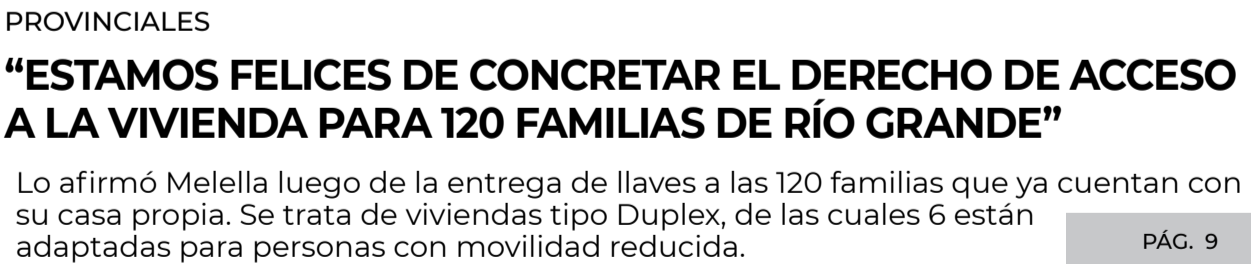 PROVINCIALES
“ESTAMOS FELICES DE CONCRETAR EL DERECHO DE ACCESO
A LA VIVIENDA PARA 120 FAMILIAS DE RÍO GRANDE”
Lo afirmó Melella luego de la entrega de llaves a las 120 familias que ya cuentan con
su casa propia. Se trata de viviendas tipo Duplex, de las cuales 6 están
adaptadas para personas con movilidad reducida.
PÁG. 9